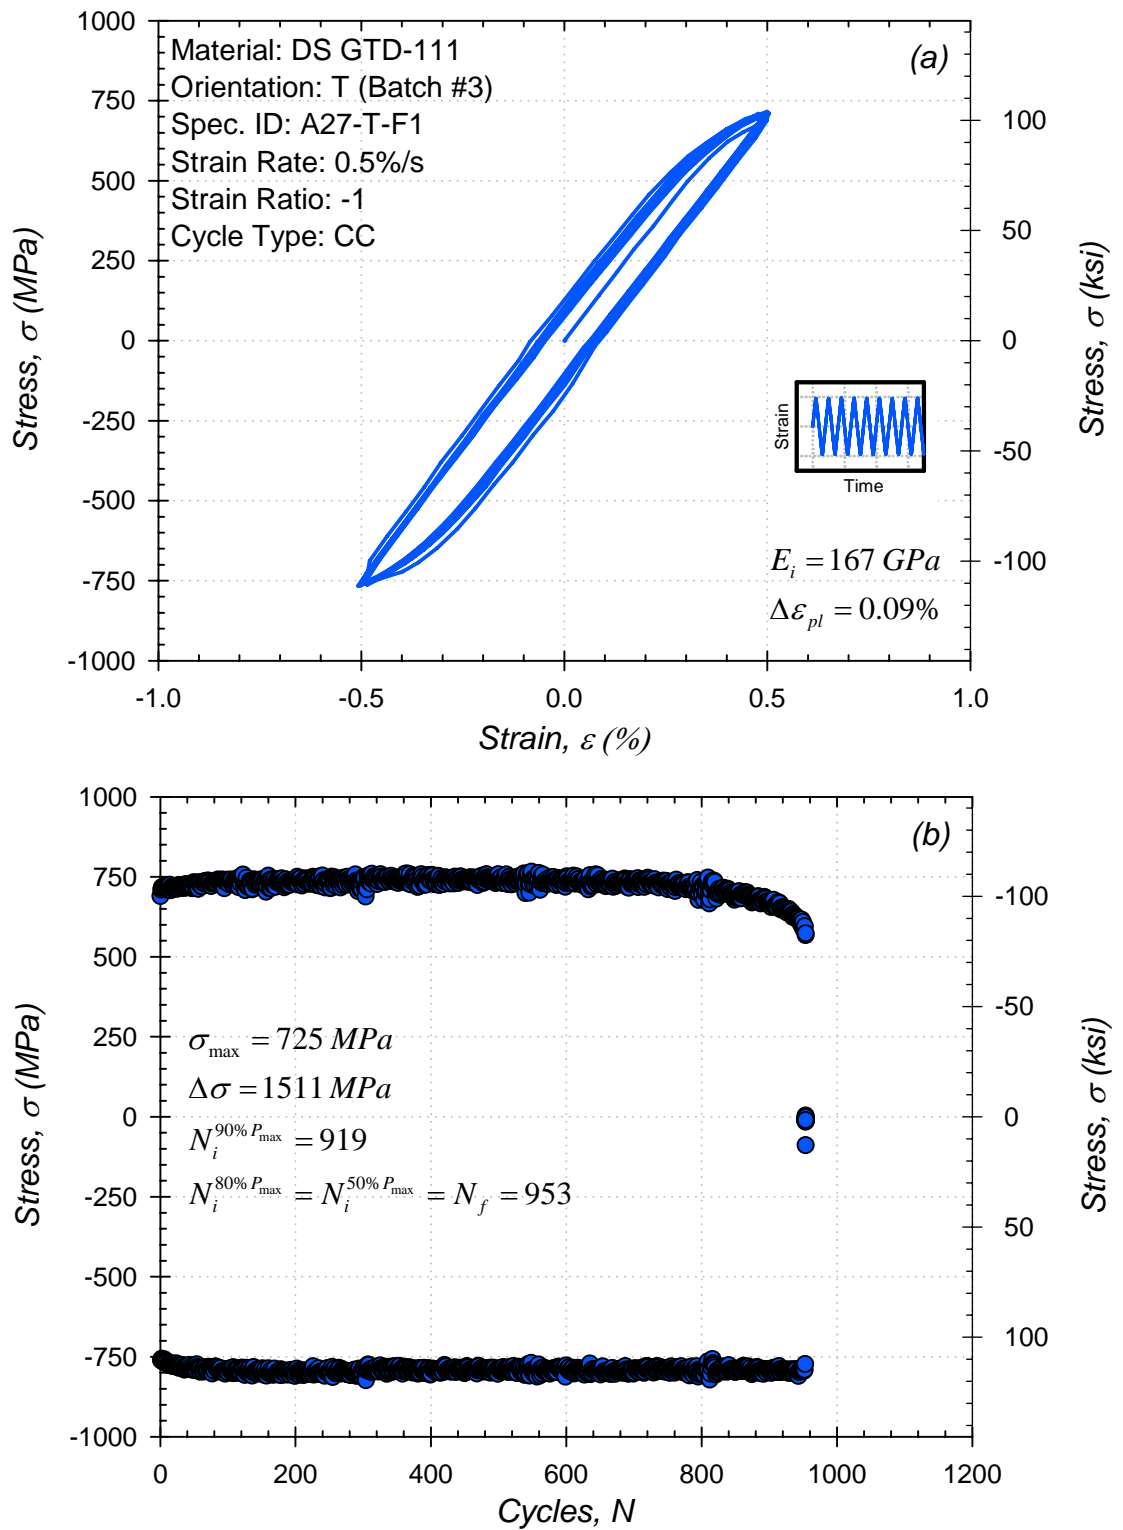 (a)
Material: DS GTD-111
Orientation: T (Batch #3)
Spec. ID: A27-T-F1
Strain Rate: 0.5%/s
Strain Ratio: -1
Cycle Type: CC
Stress, σ (MPa)
1000
750
500
250
0
-250
-500
-750
-1000
Stress, σ (ksi)
100
50
0
-50
-100
Strain
Time
E_i = 167 GPa
Δε_pl = 0.09%
-1.0 -0.5 0.0 0.5 1.0
Strain, ε (%)
(b)
Stress, σ (MPa)
1000
750
500
250
0
-250
-500
-750
-1000
Stress, σ (ksi)
-100
-50
0
50
100
σ_max = 725 MPa
Δσ = 1511 MPa
N_i^90% P_max = 919
N_i^80% P_max = N_i^50% P_max = N_f = 953
0 200 400 600 800 1000 1200
Cycles, N